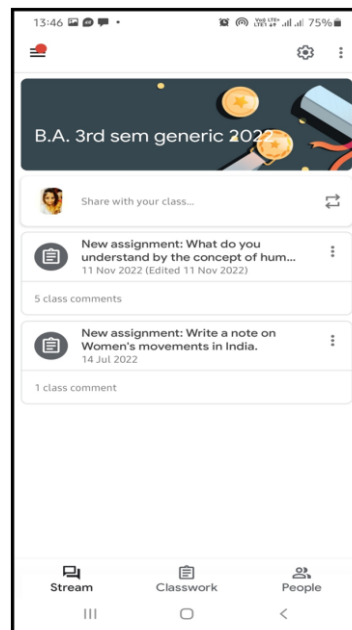 13:46
75%
B.A. 3rd sem generic 2022
Share with your class...
New assignment: What do you
understand by the concept of hum...
11 Nov 2022 (Edited 11 Nov 2022)
5 class comments
New assignment: Write a note on
Women's movements in India.
14 Jul 2022
1 class comment
Stream
Classwork
People